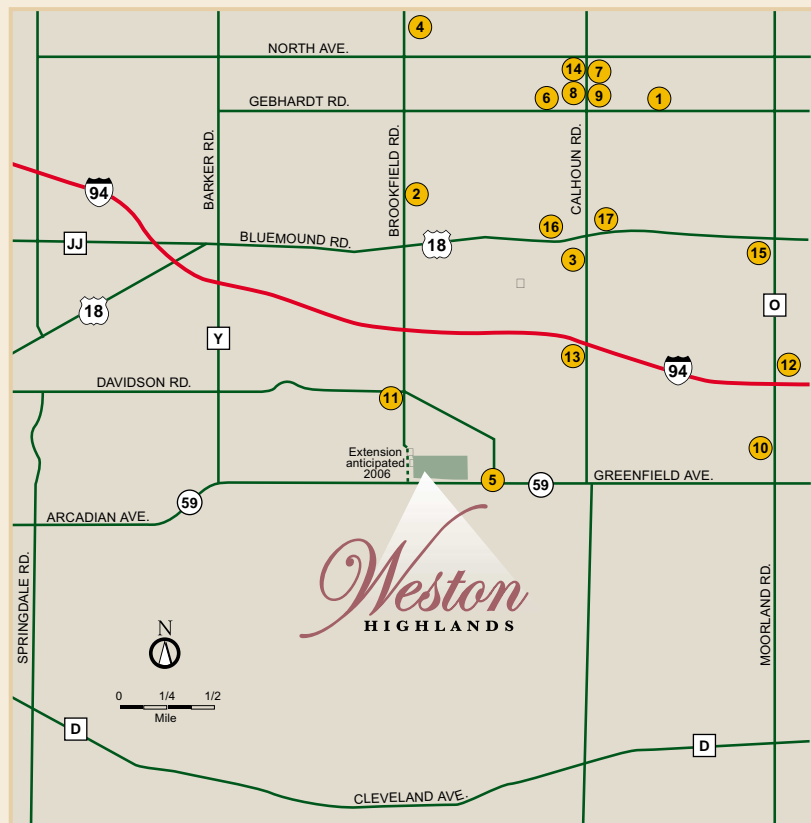 4
NORTH AVE.
14
7
6
8
9
1
GEBHARDT RD.
BARKER RD.
BROOKFIELD RD.
CALHOUN RD.
94
2
17
16
JJ
BLUEMOUND RD.
18
15
3
18
O
Y
13
12
94
DAVIDSON RD.
11
10
Extension
anticipated
2006
5
59
GREENFIELD AVE.
59
ARCADIAN AVE.
SPRINGDALE RD.
MOORLAND RD.
Weston
HIGHLANDS
N
0 1/4 1/2
Mile
D
D
CLEVELAND AVE.